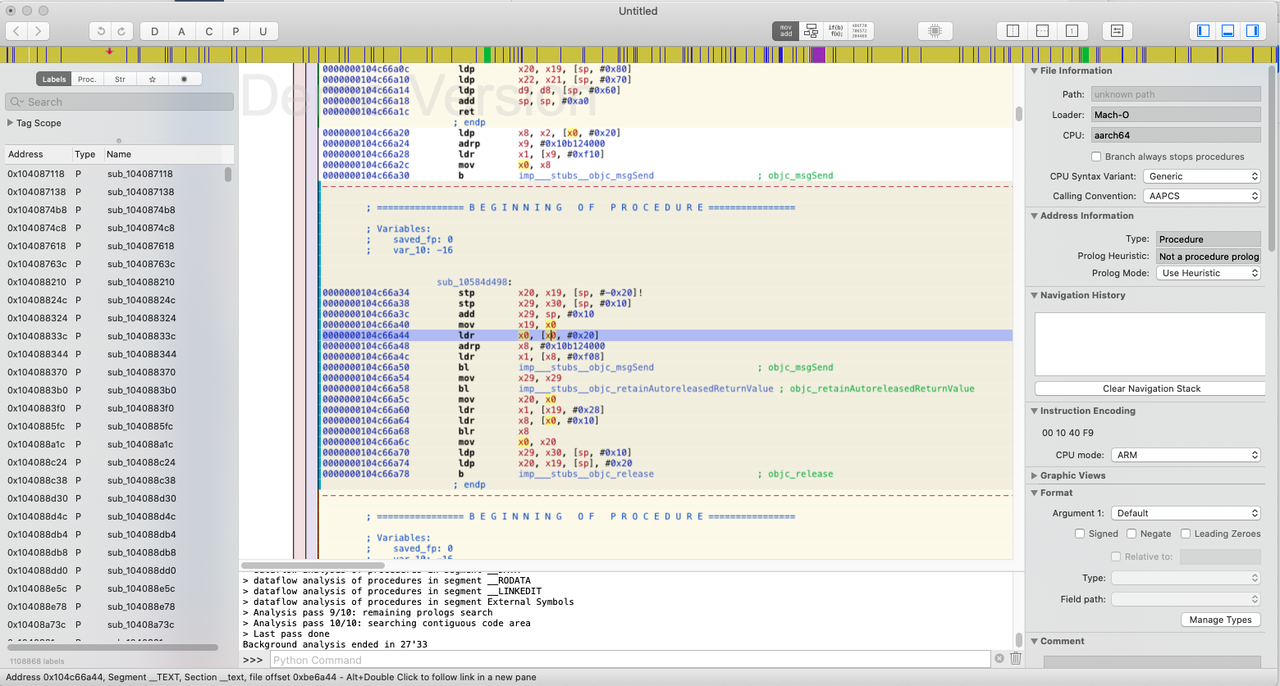 Untitled
D A C P U
mov add if(b) f(x);
Labels Proc. Str
Search
Tag Scope
Address Type Name
0x104087118 P sub_104087118
0x104087138 P sub_104087138
0x1040874b8 P sub_1040874b8
0x1040874c8 P sub_1040874c8
0x104087618 P sub_104087618
0x10408763c P sub_10408763c
0x104088210 P sub_104088210
0x10408824c P sub_10408824c
0x104088324 P sub_104088324
0x10408833c P sub_10408833c
0x104088344 P sub_104088344
0x104088370 P sub_104088370
0x1040883b0 P sub_1040883b0
0x1040883f0 P sub_1040883f0
0x1040885fc P sub_1040885fc
0x104088a1c P sub_104088a1c
0x104088c24 P sub_104088c24
0x104088c38 P sub_104088c38
0x104088d30 P sub_104088d30
0x104088d4c P sub_104088d4c
0x104088db4 P sub_104088db4
0x104088db8 P sub_104088db8
0x104088dd0 P sub_104088dd0
0x104088e5c P sub_104088e5c
0x104088e78 P sub_104088e78
0x10408a73c P sub_10408a73c
1108868 labels
Version
0000000104c66a0c ldp x20, x19, [sp, #0x80]
0000000104c66a10 ldp x22, x21, [sp, #0x70]
0000000104c66a14 ldp d9, d8, [sp, #0x60]
0000000104c66a18 add sp, sp, #0xa0
0000000104c66a1c ret
; endp
0000000104c66a20 ldp x8, x2, [x0, #0x20]
0000000104c66a24 adrp x9, #0x10b124000
0000000104c66a28 ldr x1, [x9, #0xf10]
0000000104c66a2c mov x0, x8
0000000104c66a30 b imp___stubs__objc_msgSend ; objc_msgSend
; ================ B E G I N N I N G   O F   P R O C E D U R E ================
; Variables:
; saved_fp: 0
; var_10: -16
sub_10584d498:
0000000104c66a34 stp x20, x19, [sp, #-0x20]!
0000000104c66a38 stp x29, x30, [sp, #0x10]
0000000104c66a3c add x29, sp, #0x10
0000000104c66a40 mov x19, x0
0000000104c66a44 ldr x0, [x0, #0x20]
0000000104c66a48 adrp x8, #0x10b124000
0000000104c66a4c ldr x1, [x8, #0xf08]
0000000104c66a50 bl imp___stubs__objc_msgSend ; objc_msgSend
0000000104c66a54 mov x29, x29
0000000104c66a58 bl imp___stubs__objc_retainAutoreleasedReturnValue ; objc_retainAutoreleasedReturnValue
0000000104c66a5c mov x20, x0
0000000104c66a60 ldr x1, [x19, #0x28]
0000000104c66a64 ldr x8, [x0, #0x10]
0000000104c66a68 blr x8
0000000104c66a6c mov x0, x20
0000000104c66a70 ldp x29, x30, [sp, #0x10]
0000000104c66a74 ldp x20, x19, [sp], #0x20
0000000104c66a78 b imp___stubs__objc_release ; objc_release
; endp
; ================ B E G I N N I N G   O F   P R O C E D U R E ================
; Variables:
; saved_fp: 0
> dataflow analysis of procedures in segment __RODATA
> dataflow analysis of procedures in segment __LINKEDIT
> dataflow analysis of procedures in segment External Symbols
> Analysis pass 9/10: remaining prologs search
> Analysis pass 10/10: searching contiguous code area
> Last pass done
Background analysis ended in 27'33
>>> Python Command
File Information
Path: unknown path
Loader: Mach-O
CPU: aarch64
Branch always stops procedures
CPU Syntax Variant: Generic
Calling Convention: AAPCS
Address Information
Type: Procedure
Prolog Heuristic: Not a procedure prolog
Prolog Mode: Use Heuristic
Navigation History
Clear Navigation Stack
Instruction Encoding
00 10 40 F9
CPU mode: ARM
Graphic Views
Format
Argument 1: Default
Signed Negate Leading Zeroes
Relative to:
Type:
Field path:
Manage Types
Comment
Address 0x104c66a44, Segment __TEXT, Section __text, file offset 0xbe6a44 - Alt+Double Click to follow link in a new pane